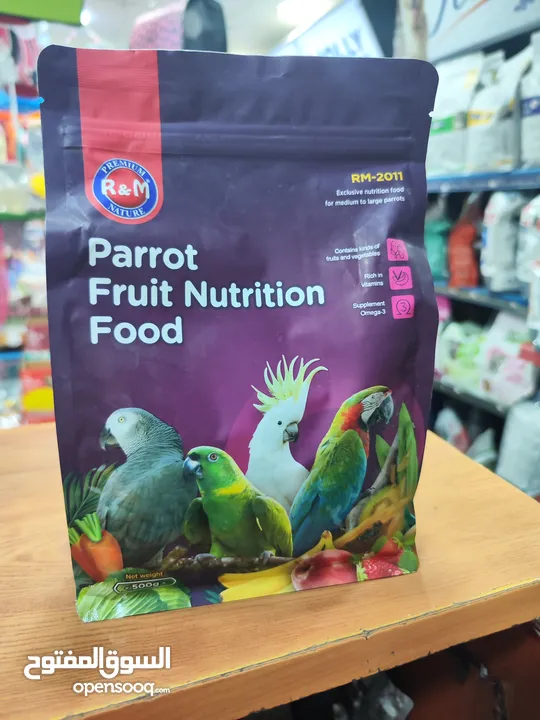 PREMIUM
R&M
NATURE
RM-2011
Exclusive nutrition food
for medium to large parrots
Parrot
Fruit Nutrition
Food
Contains kinds of
fruits and vegetables
Rich in
vitamins
Supplement
Omega-3
Net weight
500g
السوق المفتوح
opensooq.com